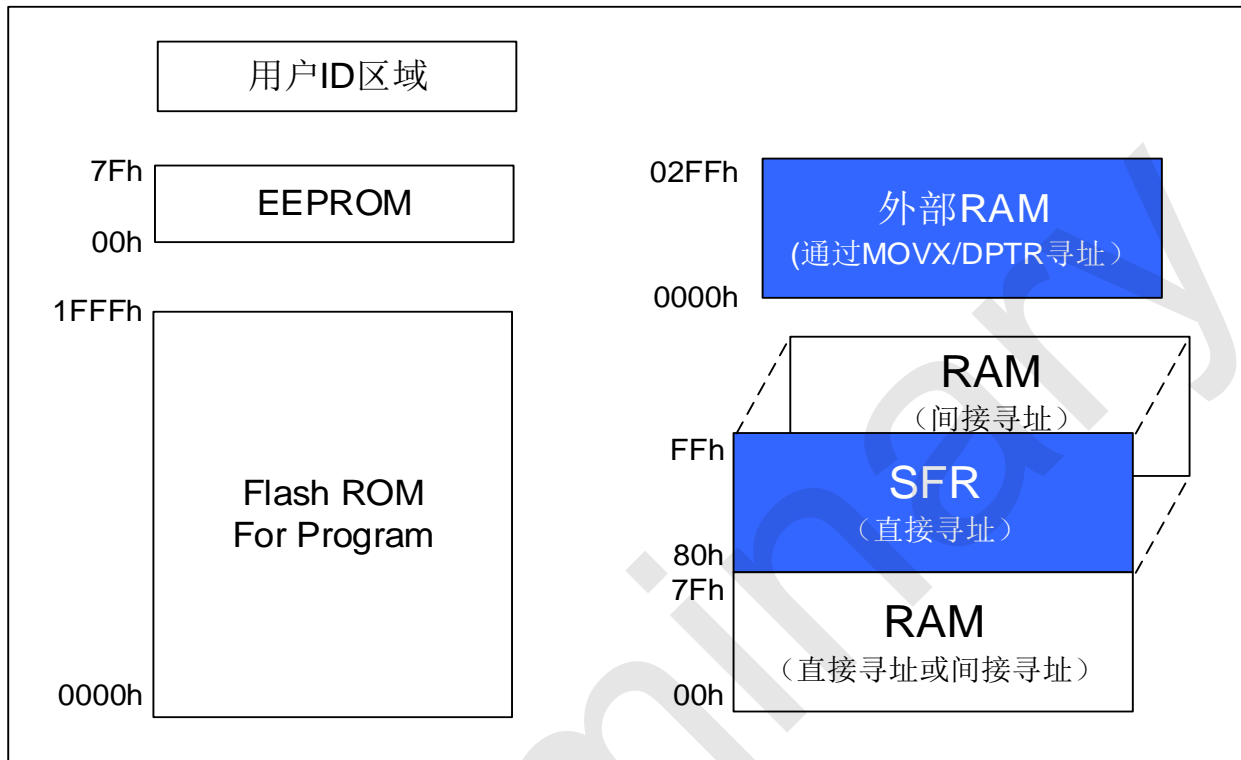 用户ID区域
7Fh
EEPROM
00h
1FFFh
Flash ROM
For Program
0000h
02FFh
外部RAM
(通过MOVX/DPTR寻址）
0000h
RAM
（间接寻址）
FFh
SFR
（直接寻址）
80h
7Fh
RAM
（直接寻址或间接寻址）
00h
minary